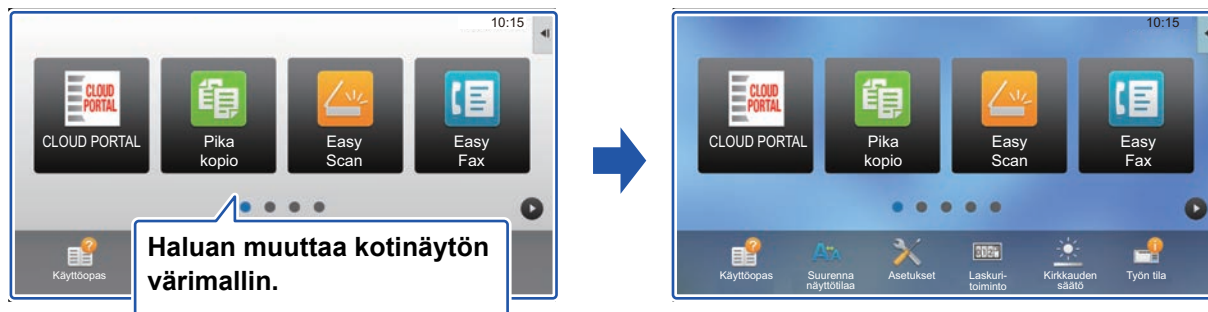 10:15
CLOUD
PORTAL
CLOUD PORTAL
Pika
kopio
Easy
Scan
Easy
Fax
Käyttöopas
Haluan muuttaa kotinäytön
värimallin.
10:15
CLOUD
PORTAL
CLOUD PORTAL
Pika
kopio
Easy
Scan
Easy
Fax
Käyttöopas
Suurenna
näyttötilaa
Asetukset
Laskuri-
toiminto
Kirkkauden
säätö
Työn tila